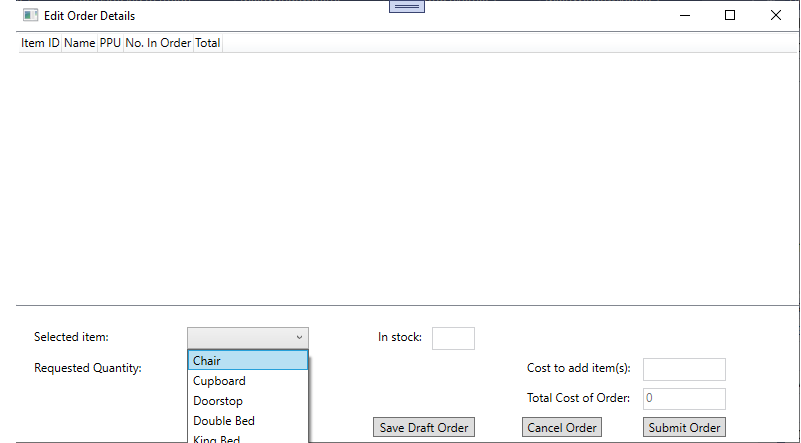 Edit Order Details
Item ID Name PPU No. In Order Total
Selected item: In stock:
Chair
Requested Quantity: Cost to add item(s):
Cupboard
Doorstop Total Cost of Order: 0
Double Bed
Save Draft Order Cancel Order Submit Order
King Bed